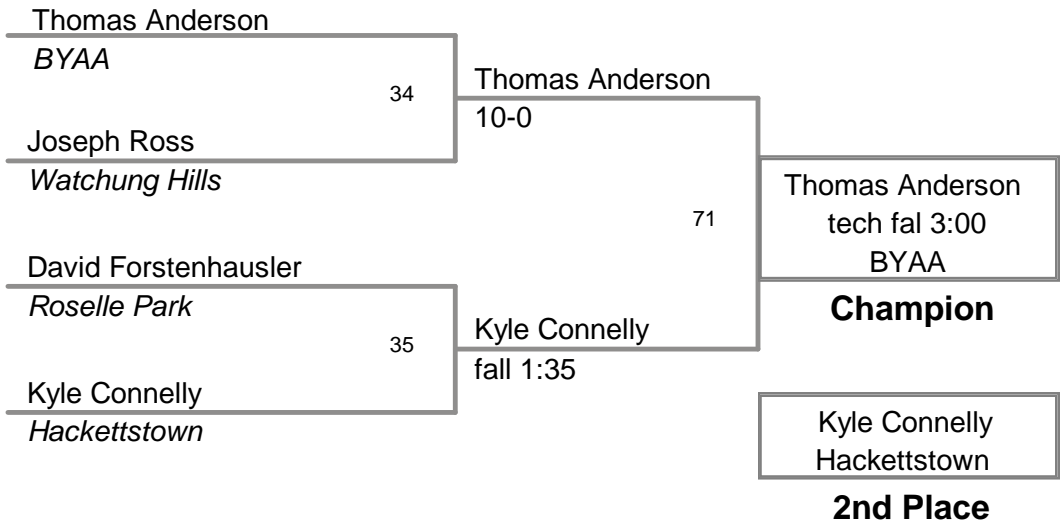 Thomas Anderson
BYAA
34
Joseph Ross
Watchung Hills
David Forstenhausler
Roselle Park
35
Kyle Connelly
Hackettstown
Thomas Anderson
10-0
71
Kyle Connelly
fall 1:35
Thomas Anderson
tech fal 3:00
BYAA
Champion
Kyle Connelly
Hackettstown
2nd Place